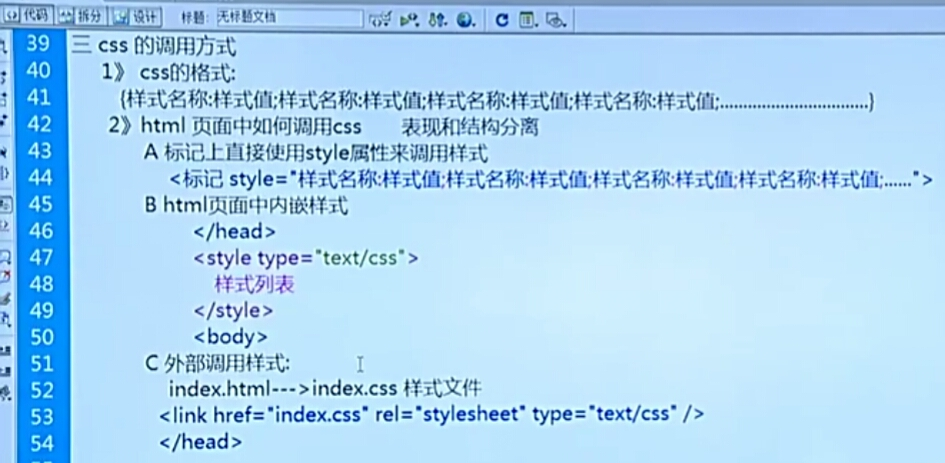 代码 拆分 设计 标题: 无标题文档
39 三 css 的调用方式
40 1》 css的格式:
41 {样式名称:样式值;样式名称:样式值;样式名称:样式值;样式名称:样式值;................................}
42 2》html 页面中如何调用css 表现和结构分离
43 A 标记上直接使用style属性来调用样式
44 <标记 style="样式名称:样式值;样式名称:样式值;样式名称:样式值;样式名称:样式值;......">
45 B html页面中内嵌样式
46 </head>
47 <style type="text/css">
48 样式列表
49 </style>
50 <body>
51 C 外部调用样式:
52 index.html--->index.css 样式文件
53 <link href="index.css" rel="stylesheet" type="text/css" />
54 </head>